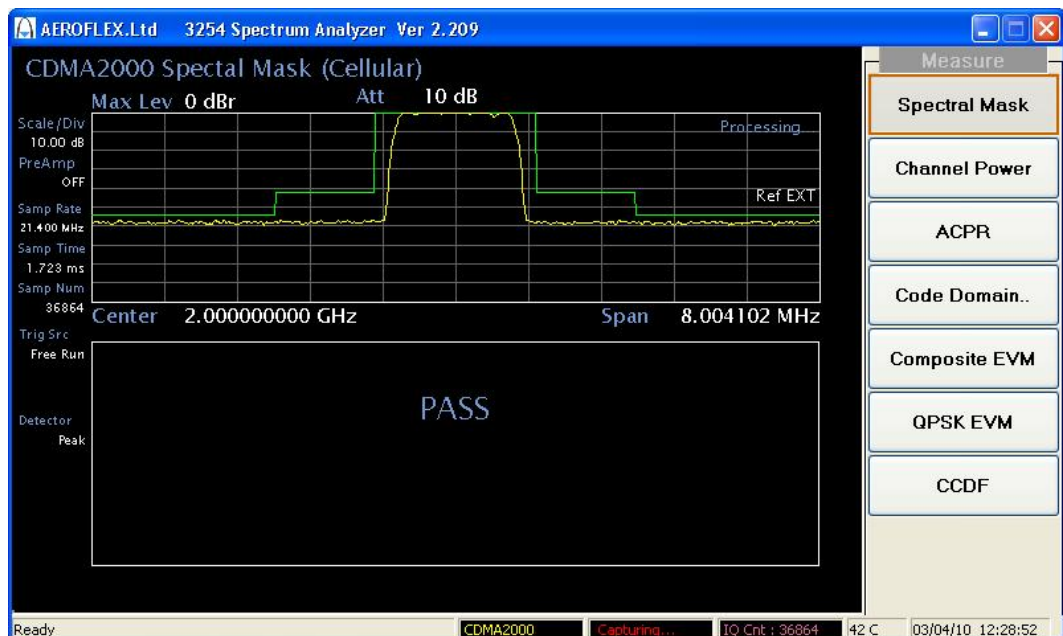 AEROFLEX.Ltd 3254 Spectrum Analyzer Ver 2.209
CDMA2000 Spectal Mask (Cellular)
Max Lev 0 dBr Att 10 dB
Scale/Div
10.00 dB
PreAmp
OFF
Samp Rate
21.400 MHz
Samp Time
1.723 ms
Samp Num
36864
Trig Src
Free Run
Detector
Peak
Processing...
Ref EXT
Center 2.000000000 GHz Span 8.004102 MHz
PASS
Measure
Spectral Mask
Channel Power
ACPR
Code Domain..
Composite EVM
QPSK EVM
CCDF
Ready CDMA2000 Capturing... IQ Cnt : 36864 42 C 03/04/10 12:28:52